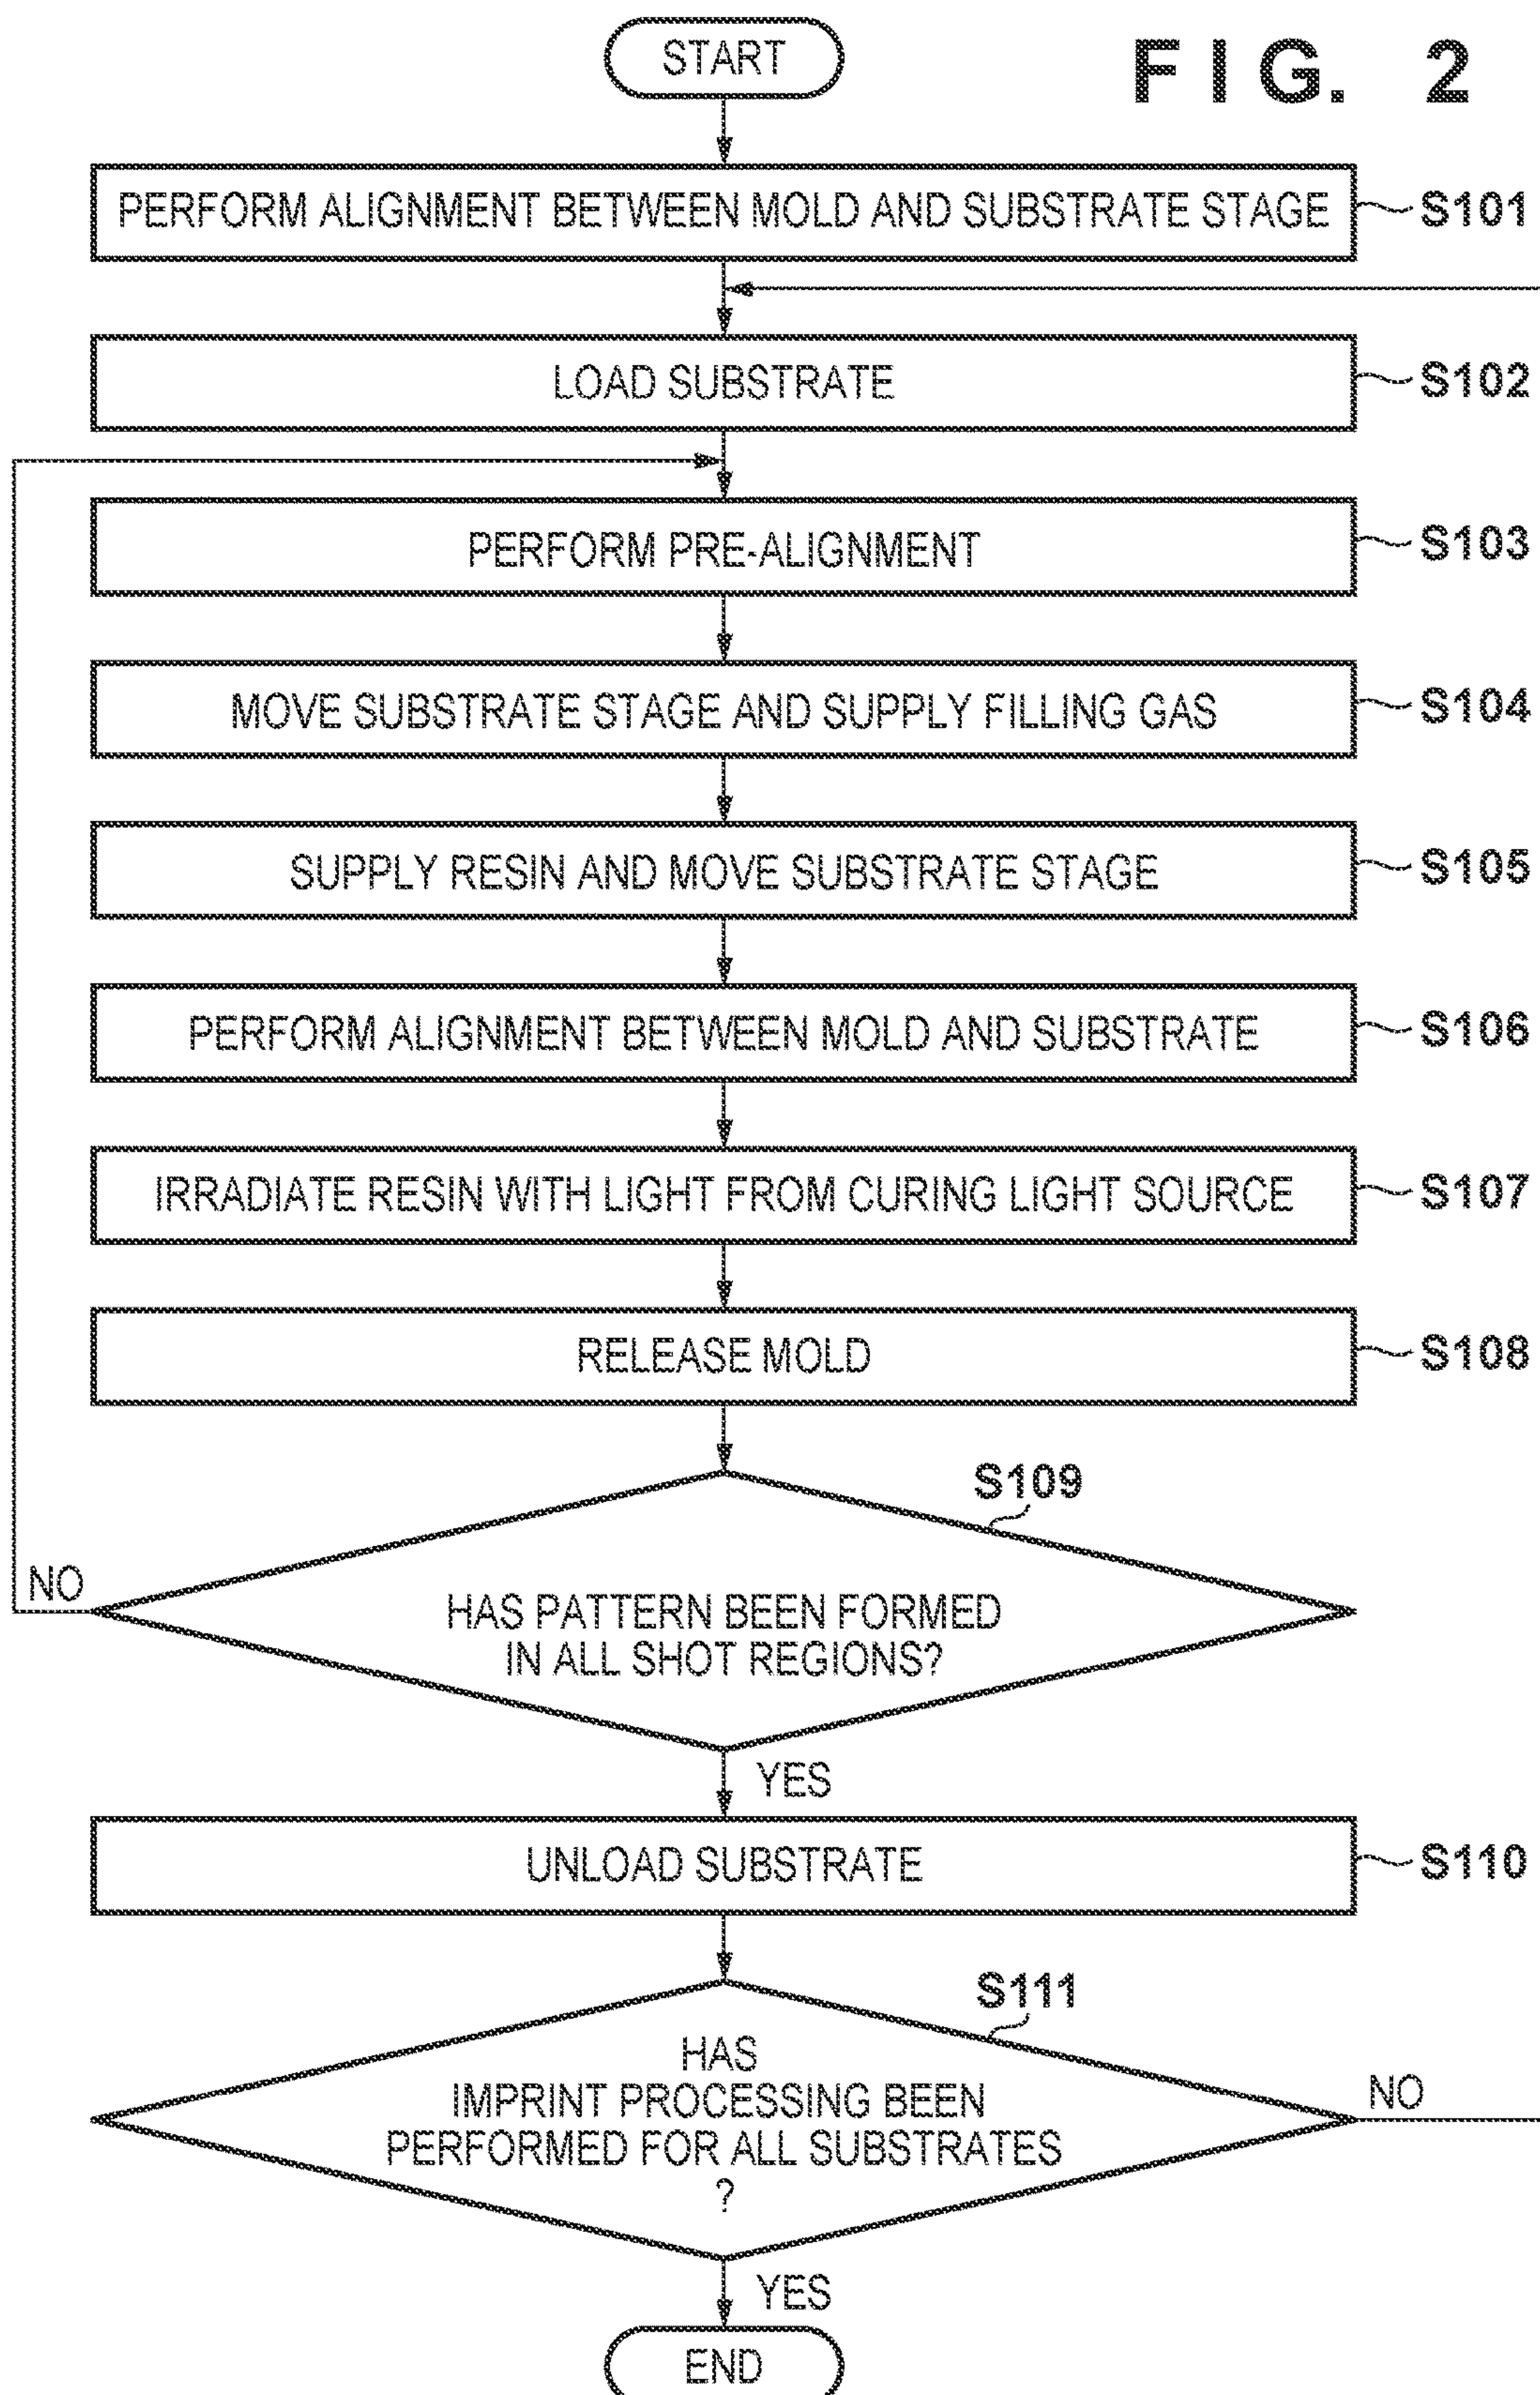 START
FIG. 2
PERFORM ALIGNMENT BETWEEN MOLD AND SUBSTRATE STAGE
S101
LOAD SUBSTRATE
S102
PERFORM PRE-ALIGNMENT
S103
MOVE SUBSTRATE STAGE AND SUPPLY FILLING GAS
S104
SUPPLY RESIN AND MOVE SUBSTRATE STAGE
S105
PERFORM ALIGNMENT BETWEEN MOLD AND SUBSTRATE
S106
IRRADIATE RESIN WITH LIGHT FROM CURING LIGHT SOURCE
S107
RELEASE MOLD
S108
S109
NO
HAS PATTERN BEEN FORMED
IN ALL SHOT REGIONS?
YES
UNLOAD SUBSTRATE
S110
S111
HAS
IMPRINT PROCESSING BEEN
PERFORMED FOR ALL SUBSTRATES
?
NO
YES
END